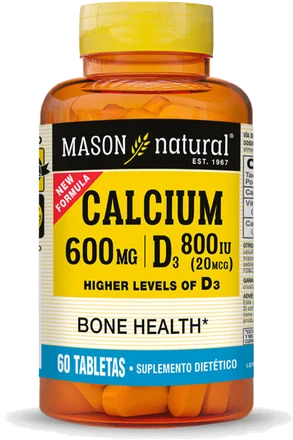 MASON natural®
EST. 1967
NEW FORMULA
CALCIUM
600MG | D3 800IU (20MCG)
HIGHER LEVELS OF D3
BONE HEALTH*
60 TABLETAS • SUPLEMENTO DIETÉTICO